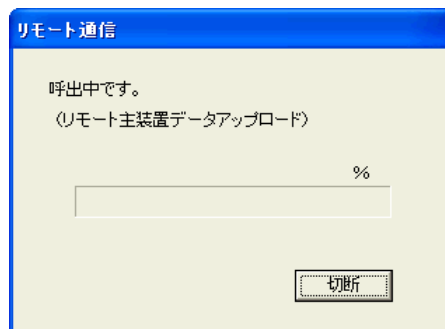 リモート通信
呼出中です。
（リモート主装置データアップロード）
%
切断